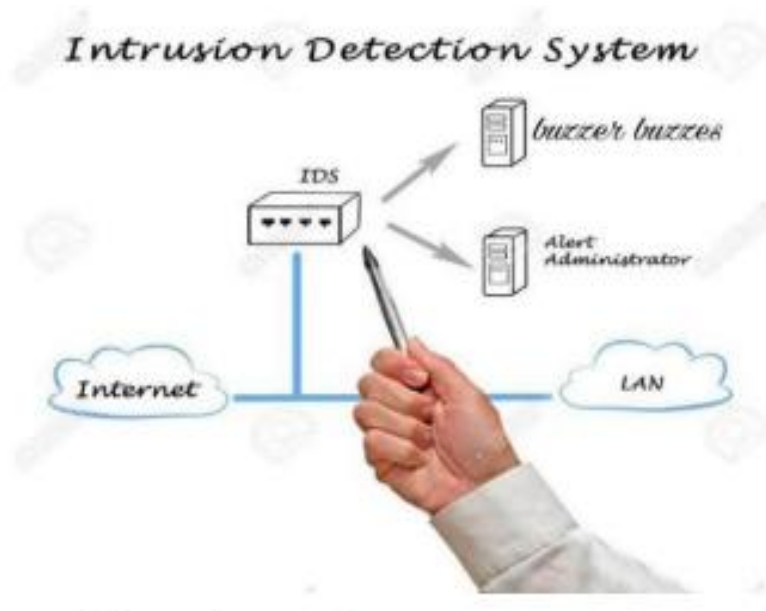 Intrusion Detection System
buzzer buzzes
IDS
Alert
Administrator
Internet
LAN